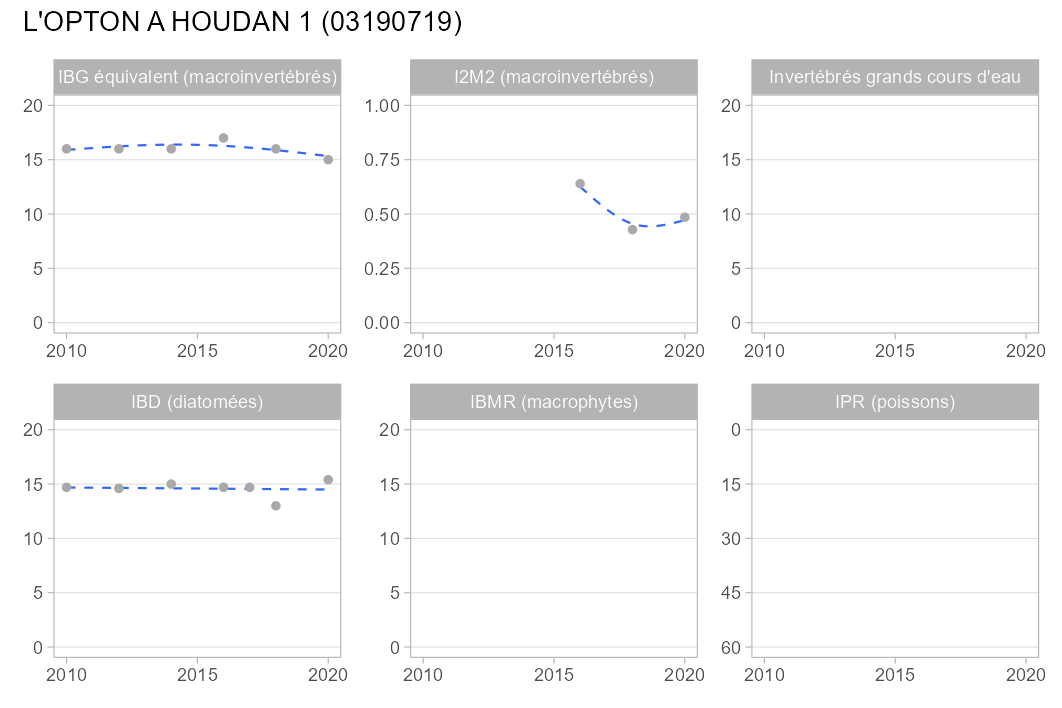 L'OPTON A HOUDAN 1 (03190719)
IBG équivalent (macroinvertébrés)
I2M2 (macroinvertébrés)
Invertébrés grands cours d'eau
20
15
10
5
0
1.00
0.75
0.50
0.25
0.00
20
15
10
5
0
2010 2015 2020
2010 2015 2020
2010 2015 2020
IBD (diatomées)
IBMR (macrophytes)
IPR (poissons)
20
15
10
5
0
20
15
10
5
0
0
15
30
45
60
2010 2015 2020
2010 2015 2020
2010 2015 2020